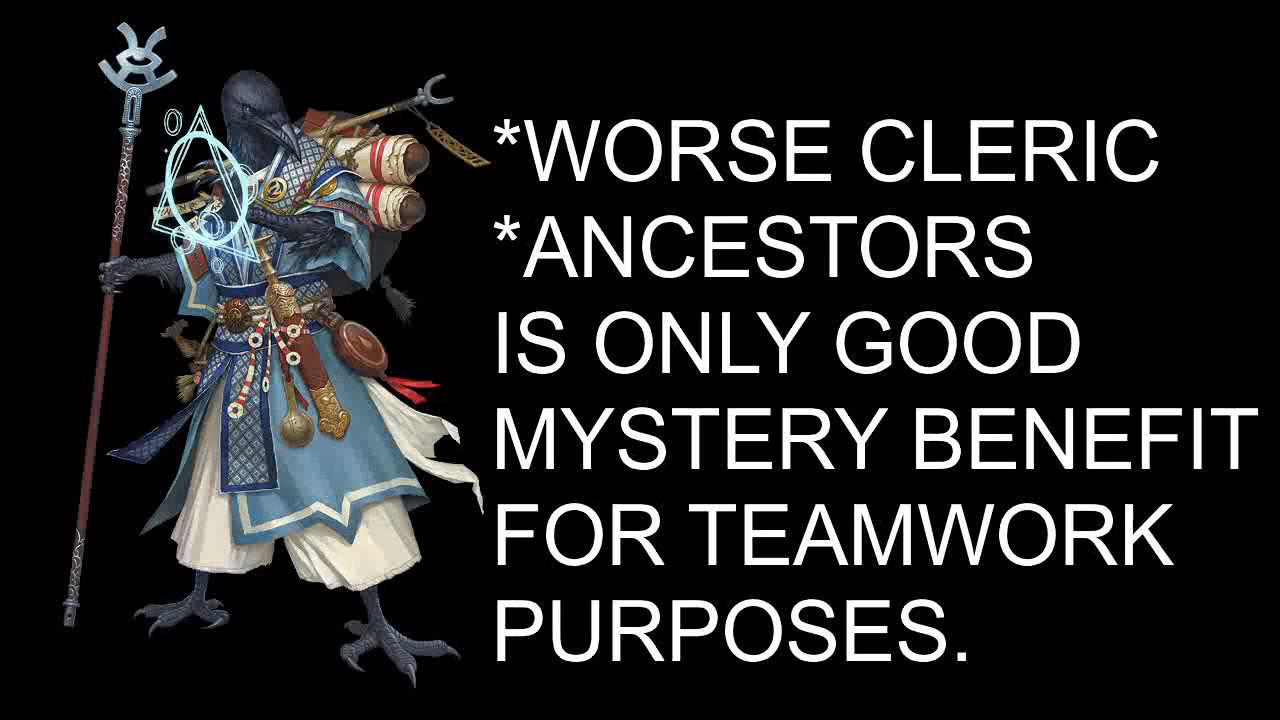 *WORSE CLERIC
*ANCESTORS
IS ONLY GOOD
MYSTERY BENEFIT
FOR TEAMWORK
PURPOSES.